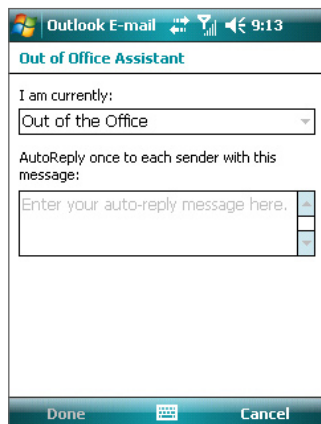 Outlook E-mail 9:13
Out of Office Assistant
I am currently:
Out of the Office
AutoReply once to each sender with this
message:
Enter your auto-reply message here.
Done Cancel